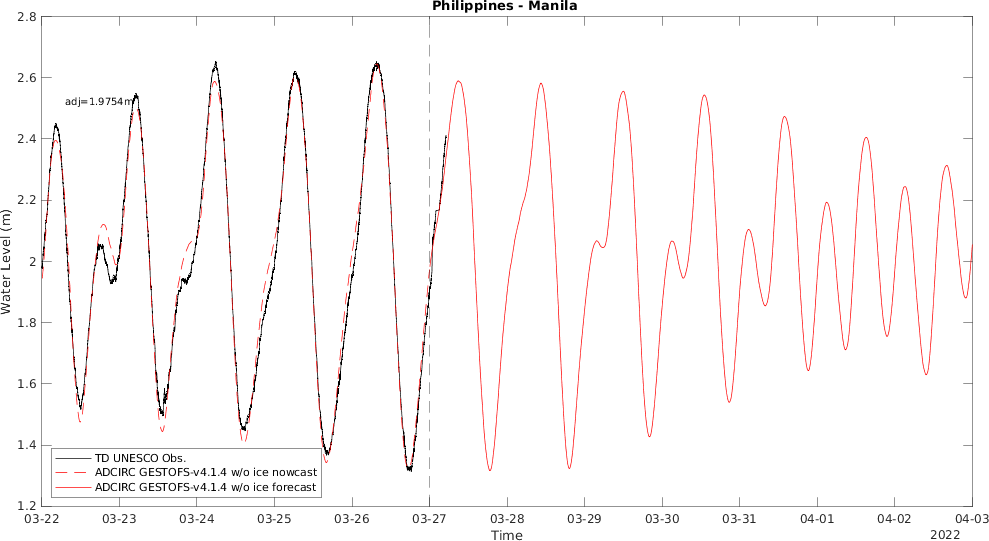 Philippines - Manila
2.8
2.6
2.4
2.2
2
1.8
1.6
1.4
1.2
Water Level (m)
adj=1.9754m
TD UNESCO Obs.
ADCIRC GESTOFS-v4.1.4 w/o ice nowcast
ADCIRC GESTOFS-v4.1.4 w/o ice forecast
03-22 03-23 03-24 03-25 03-26 03-27 03-28 03-29 03-30 03-31 04-01 04-02 04-03
Time
2022